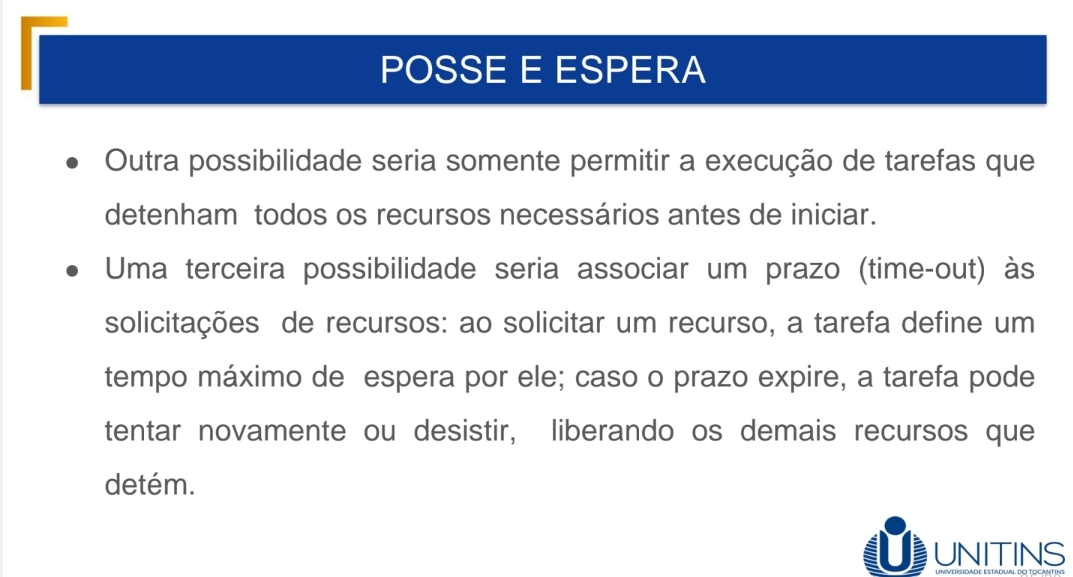 POSSE E ESPERA
● Outra possibilidade seria somente permitir a execução de tarefas que
detenham todos os recursos necessários antes de iniciar.
● Uma terceira possibilidade seria associar um prazo (time-out) às
solicitações de recursos: ao solicitar um recurso, a tarefa define um
tempo máximo de espera por ele; caso o prazo expire, a tarefa pode
tentar novamente ou desistir, liberando os demais recursos que
detém.
UNITINS
UNIVERSIDADE ESTADUAL DO TOCANTINS